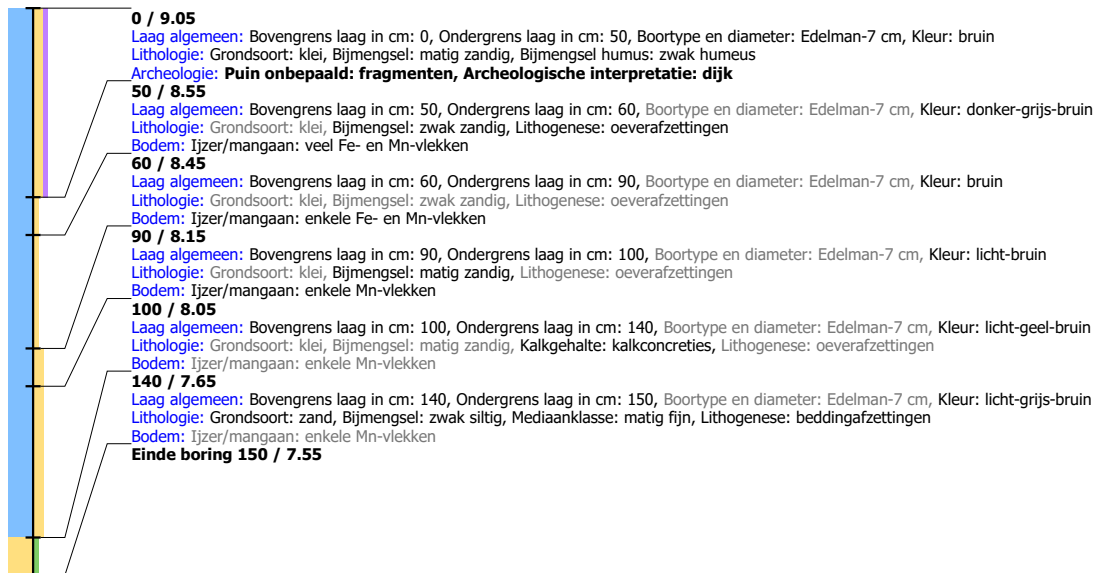 0 / 9.05
Laag algemeen: Bovengrens laag in cm: 0, Ondergrens laag in cm: 50, Boortype en diameter: Edelman-7 cm, Kleur: bruin
Lithologie: Grondsoort: klei, Bijmengsel: matig zandig, Bijmengsel humus: zwak humeus
Archeologie: Puin onbepaald: fragmenten, Archeologische interpretatie: dijk
50 / 8.55
Laag algemeen: Bovengrens laag in cm: 50, Ondergrens laag in cm: 60, Boortype en diameter: Edelman-7 cm, Kleur: donker-grijs-bruin
Lithologie: Grondsoort: klei, Bijmengsel: zwak zandig, Lithogenese: oeverafzettingen
Bodem: Ijzer/mangaan: veel Fe- en Mn-vlekken
60 / 8.45
Laag algemeen: Bovengrens laag in cm: 60, Ondergrens laag in cm: 90, Boortype en diameter: Edelman-7 cm, Kleur: bruin
Lithologie: Grondsoort: klei, Bijmengsel: zwak zandig, Lithogenese: oeverafzettingen
Bodem: Ijzer/mangaan: enkele Fe- en Mn-vlekken
90 / 8.15
Laag algemeen: Bovengrens laag in cm: 90, Ondergrens laag in cm: 100, Boortype en diameter: Edelman-7 cm, Kleur: licht-bruin
Lithologie: Grondsoort: klei, Bijmengsel: matig zandig, Lithogenese: oeverafzettingen
Bodem: Ijzer/mangaan: enkele Mn-vlekken
100 / 8.05
Laag algemeen: Bovengrens laag in cm: 100, Ondergrens laag in cm: 140, Boortype en diameter: Edelman-7 cm, Kleur: licht-geel-bruin
Lithologie: Grondsoort: klei, Bijmengsel: matig zandig, Kalkgehalte: kalkconcreties, Lithogenese: oeverafzettingen
Bodem: Ijzer/mangaan: enkele Mn-vlekken
140 / 7.65
Laag algemeen: Bovengrens laag in cm: 140, Ondergrens laag in cm: 150, Boortype en diameter: Edelman-7 cm, Kleur: licht-grijs-bruin
Lithologie: Grondsoort: zand, Bijmengsel: zwak siltig, Mediaanklasse: matig fijn, Lithogenese: beddingafzettingen
Bodem: Ijzer/mangaan: enkele Mn-vlekken
Einde boring 150 / 7.55